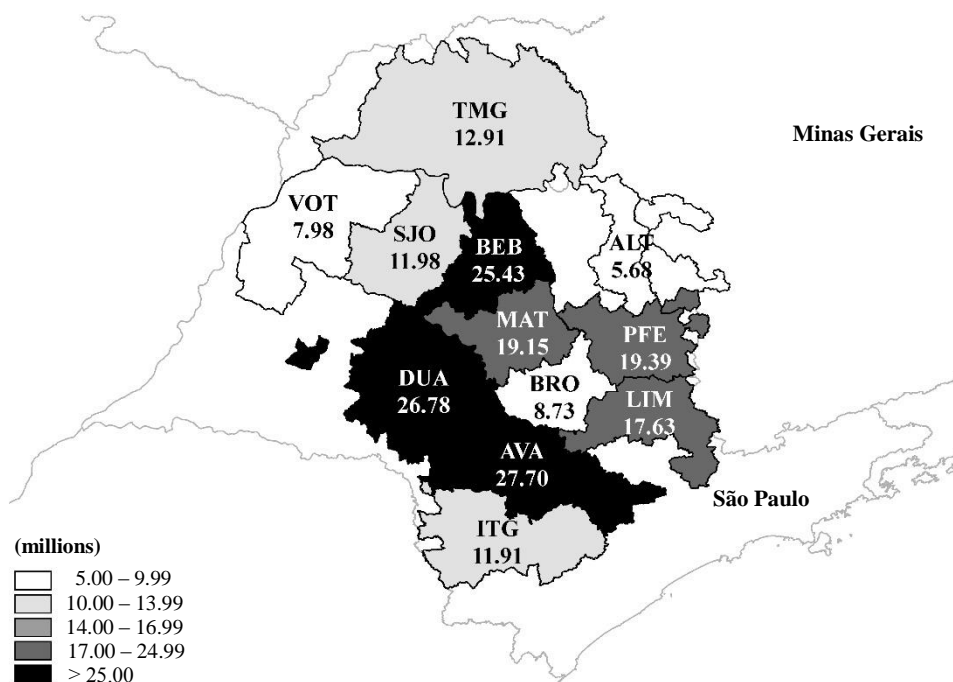 TMG
12.91
Minas Gerais
VOT
7.98
SJO
11.98
BEB
25.43
ALT
5.68
MAT
19.15
PFE
19.39
DUA
26.78
BRO
8.73
LIM
17.63
AVA
27.70
São Paulo
ITG
11.91
(millions)
5.00 – 9.99
10.00 – 13.99
14.00 – 16.99
17.00 – 24.99
> 25.00